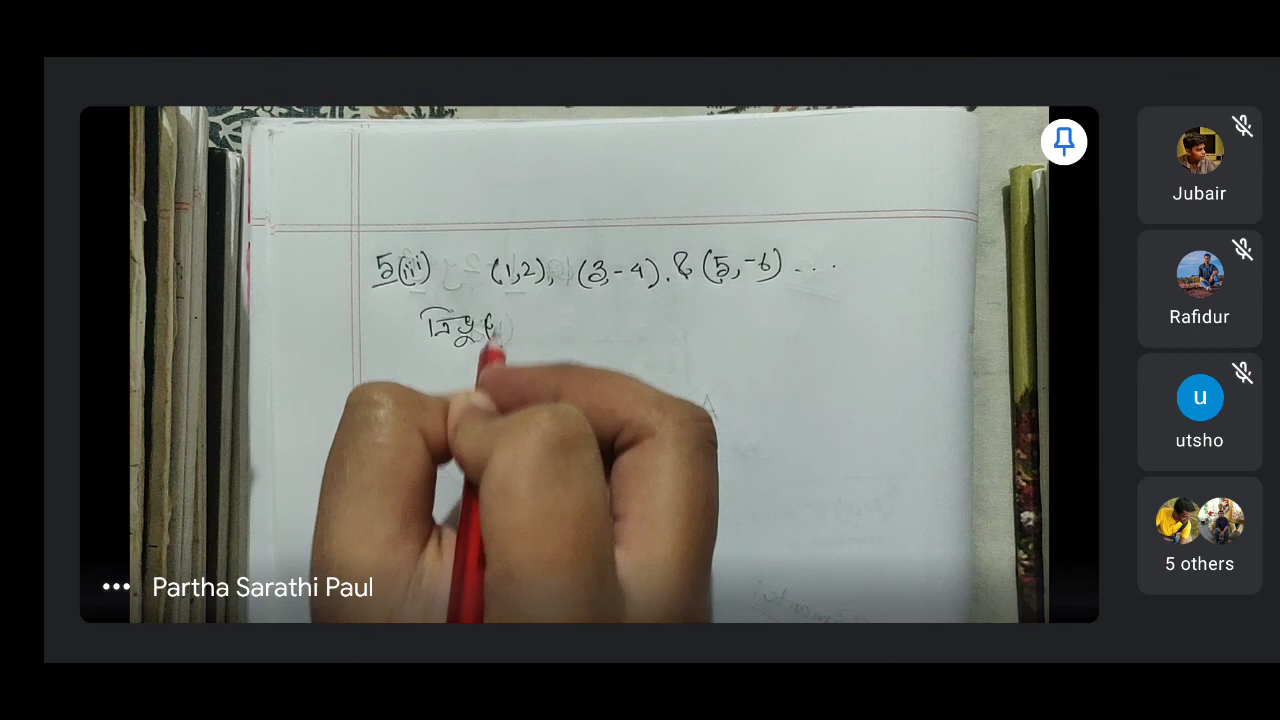 5(iii) (1,2), (3,-4) ও (5,-6) ...
ত্রিভু
Partha Sarathi Paul
Jubair
Rafidur
u
utsho
5 others